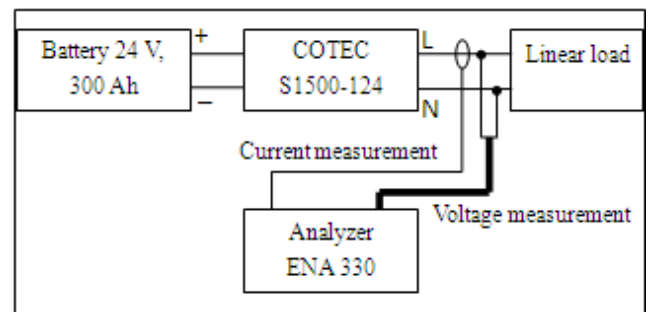 Battery 24 V,
300 Ah
+
−
COTEC
S1500-124
L
N
Linear load
Current measurement
Voltage measurement
Analyzer
ENA 330